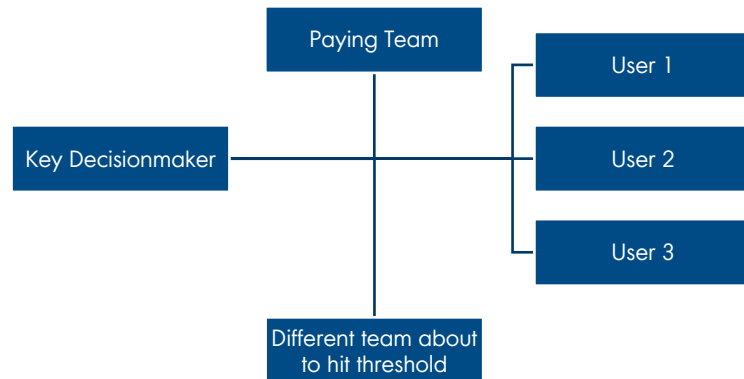 Paying Team
User 1
Key Decisionmaker
User 2
User 3
Different team about
to hit threshold